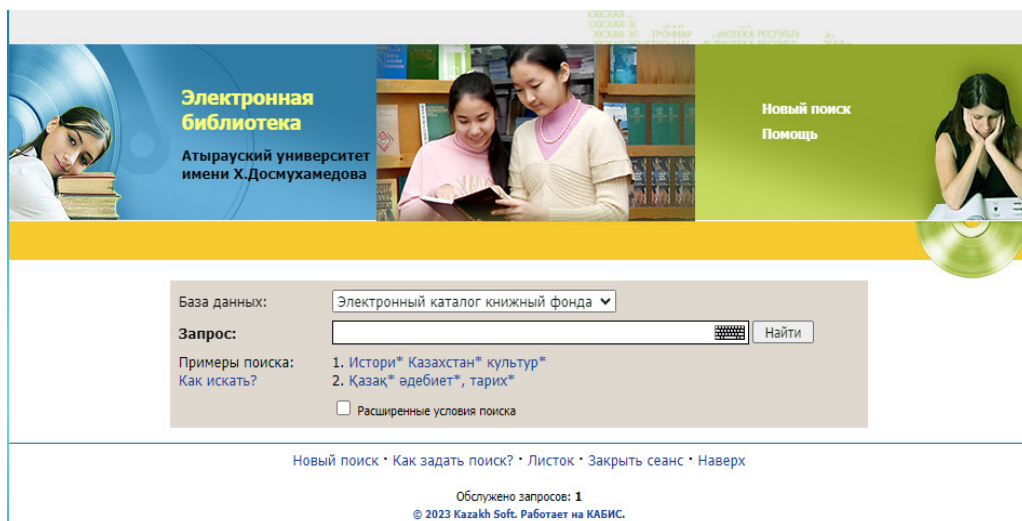 Электронная
библиотека
Атырауский университет
имени Х.Досмухамедова
Новый поиск
Помощь
База данных: Электронный каталог книжный фонда
Запрос: Найти
Примеры поиска: 1. Истори* Казахстан* культур*
Как искать? 2. Қазақ* әдебиет*, тарих*
Расширенные условия поиска
Новый поиск · Как задать поиск? · Листок · Закрыть сеанс · Наверх
Обслужено запросов: 1
© 2023 Kazakh Soft. Работает на КАБИС.